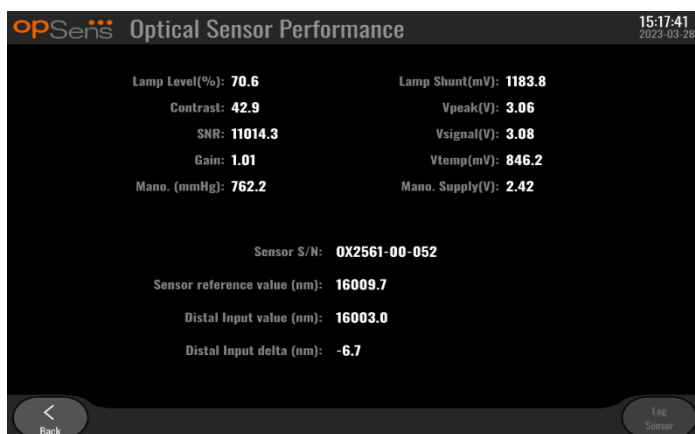 opSens Optical Sensor Performance 15:17:41
2023-03-28
Lamp Level(%): 70.6 Lamp Shunt(mV): 1183.8
Contrast: 42.9 Vpeak(V): 3.06
SNR: 11014.3 Vsignal(V): 3.08
Gain: 1.01 Vtemp(mV): 846.2
Mano. (mmHg): 762.2 Mano. Supply(V): 2.42
Sensor S/N: OX2561-00-052
Sensor reference value (nm): 16009.7
Distal Input value (nm): 16003.0
Distal Input delta (nm): -6.7
Back
Log
Sensor